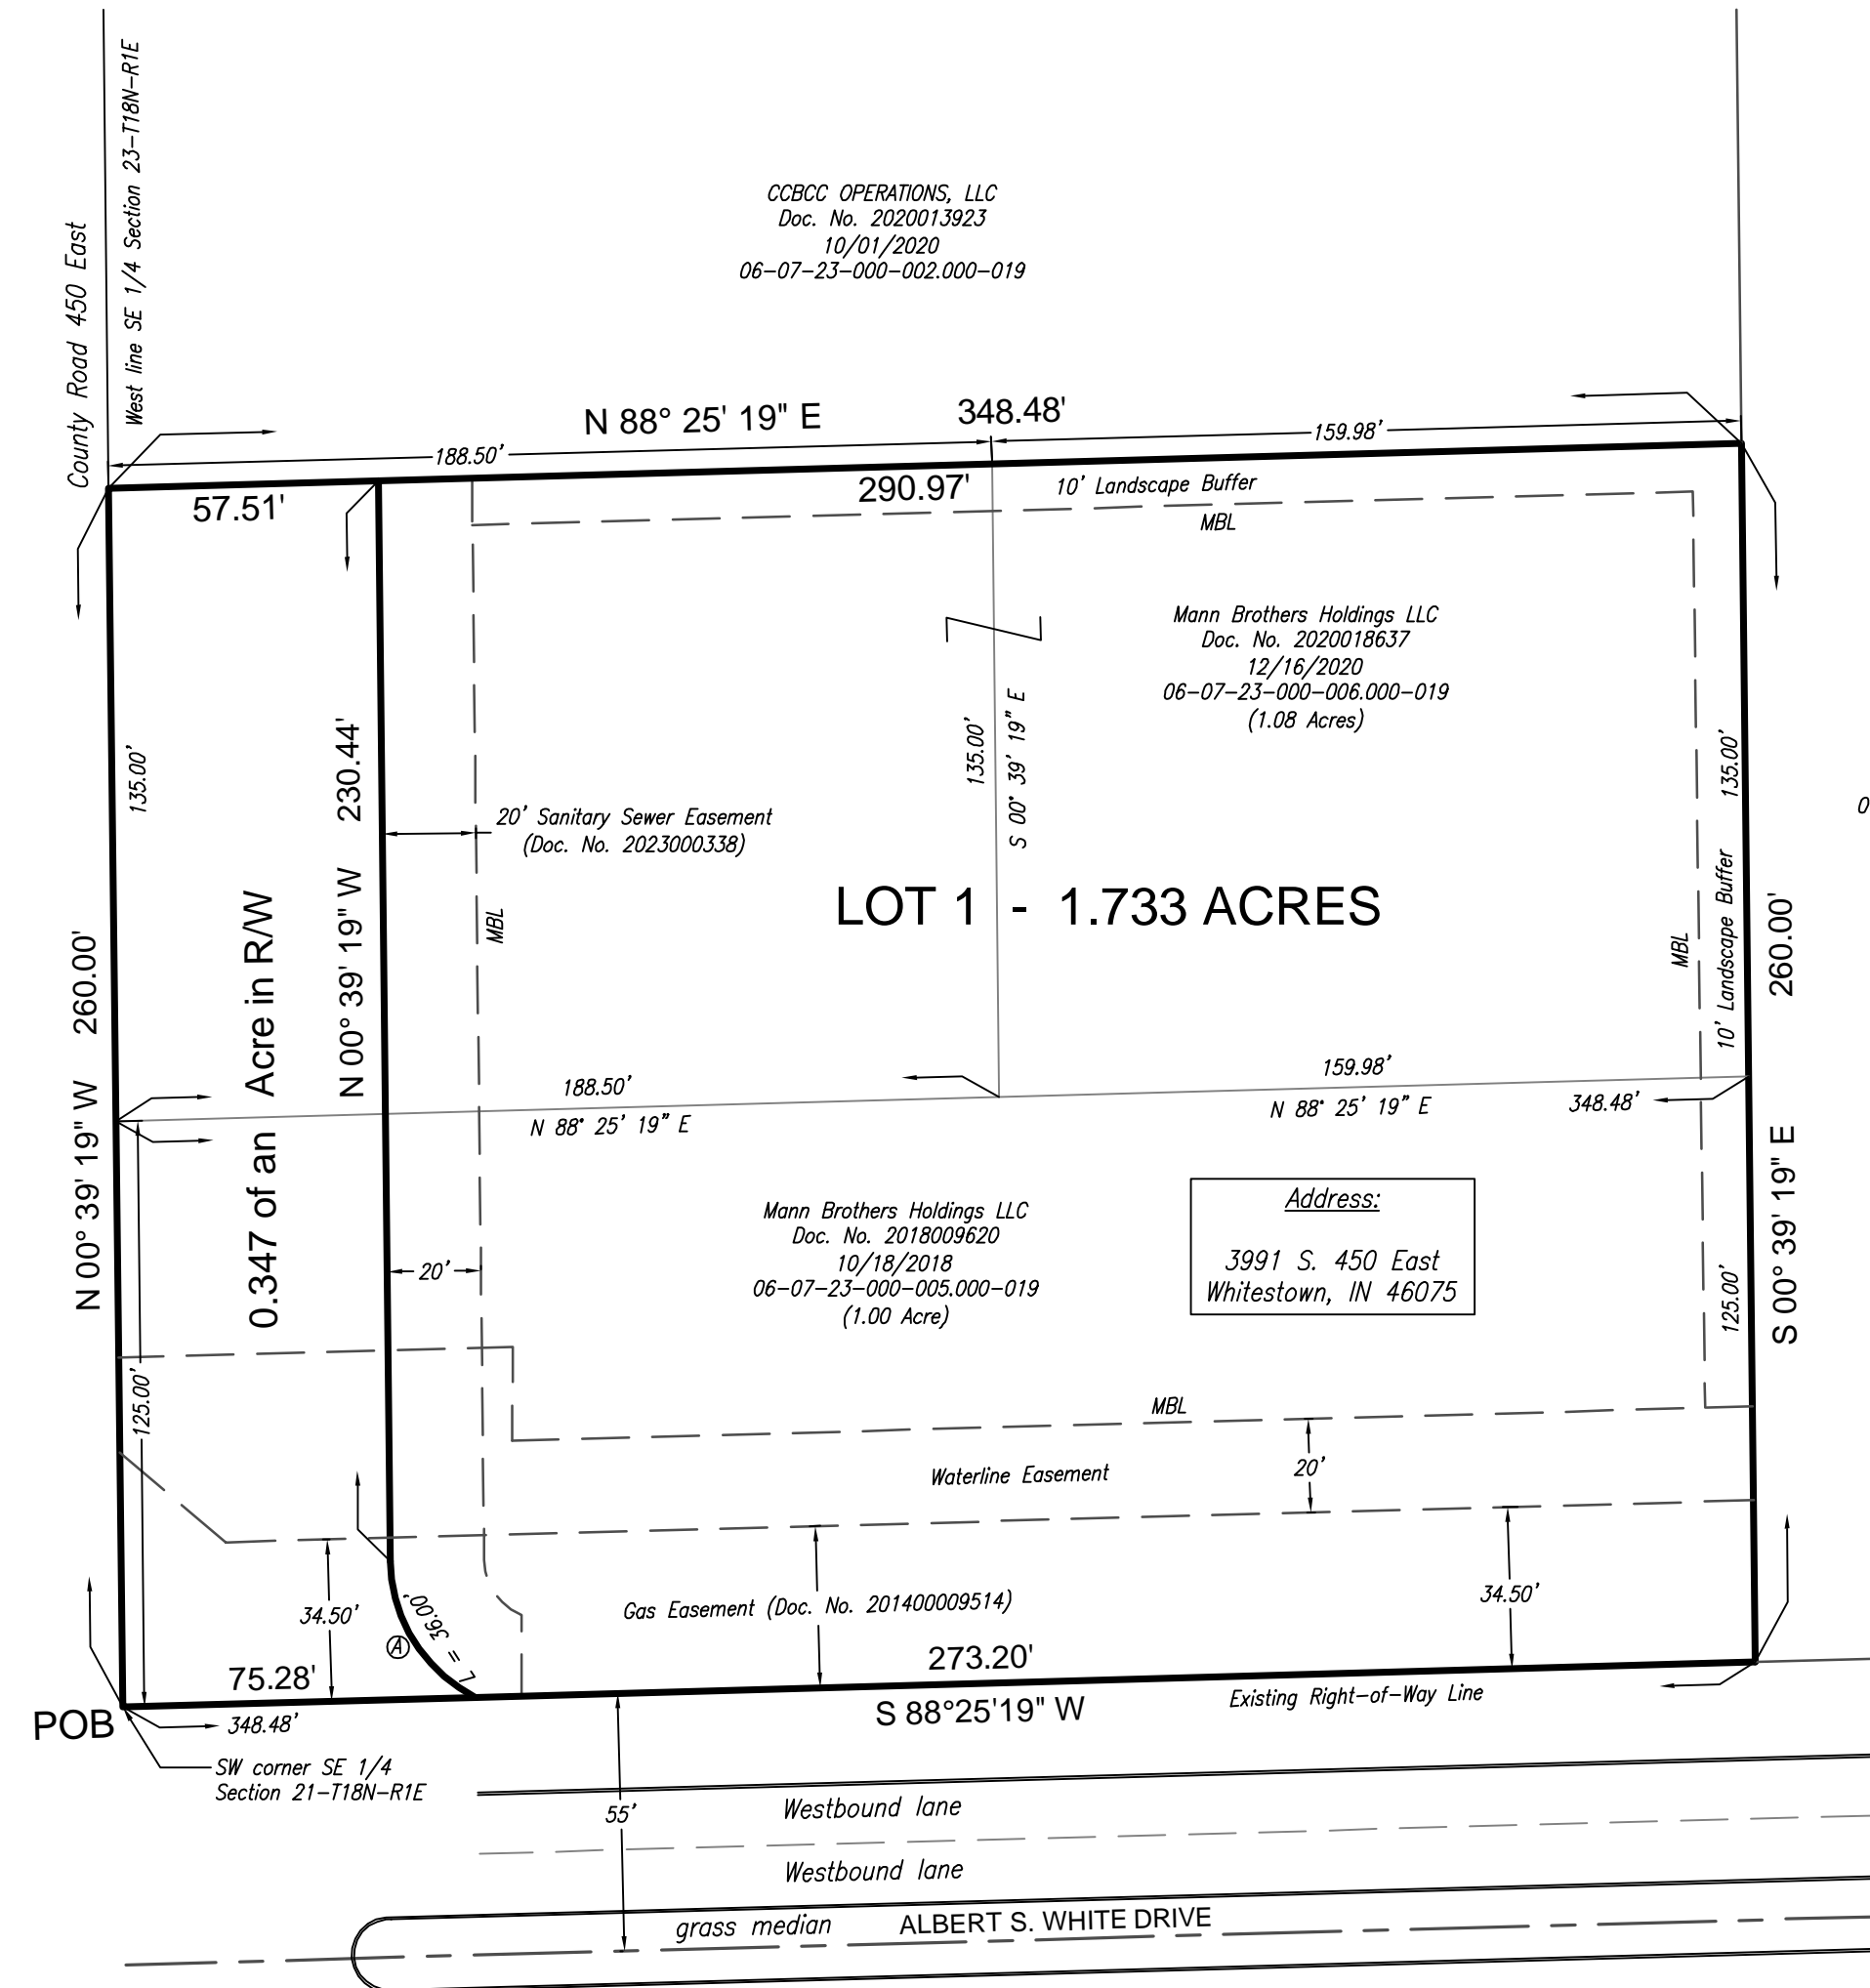 County Road 450 East
West line SE 1/4 Section 23-T18N-R1E
CCBCC OPERATIONS, LLC
Doc. No. 2020013923
10/01/2020
06-07-23-000-002.000-019
N 88° 25' 19" E
348.48'
188.50'
159.98'
57.51'
290.97'
10' Landscape Buffer
MBL
Mann Brothers Holdings LLC
Doc. No. 2020018637
12/16/2020
06-07-23-000-006.000-019
(1.08 Acres)
135.00'
N 00° 39' 19" W 230.44'
135.00'
S 00° 39' 19" E
135.00'
20' Sanitary Sewer Easement
(Doc. No. 2023000338)
0
MBL
LOT 1 - 1.733 ACRES
MBL
10' Landscape Buffer
260.00'
S 00° 39' 19" E
N 00° 39' 19" W 260.00'
0.347 of an Acre in R/W
188.50'
N 88° 25' 19" E
159.98'
N 88° 25' 19" E
348.48'
Mann Brothers Holdings LLC
Doc. No. 2018009620
10/18/2018
06-07-23-000-005.000-019
(1.00 Acre)
Address:
3991 S. 450 East
Whitestown, IN 46075
20'
125.00'
125.00'
MBL
Waterline Easement
20'
34.50'
L = 36.00'
A
Gas Easement (Doc. No. 201400009514)
34.50'
75.28'
273.20'
S 88°25'19" W
Existing Right-of-Way Line
POB
348.48'
SW corner SE 1/4
Section 21-T18N-R1E
55'
Westbound lane
Westbound lane
grass median
ALBERT S. WHITE DRIVE